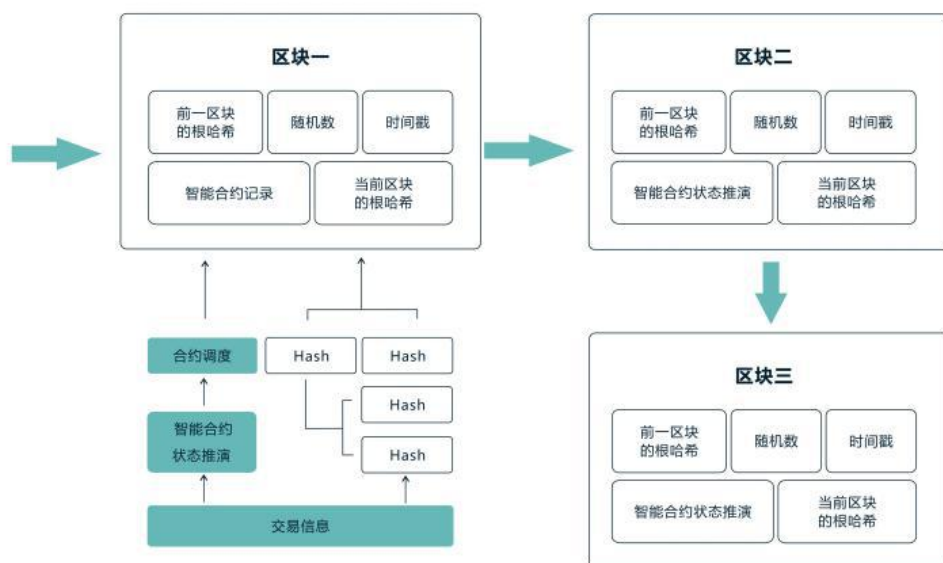 区块一
前一区块
的根哈希
随机数
时间戳
智能合约记录
当前区块
的根哈希
区块二
前一区块
的根哈希
随机数
时间戳
智能合约状态推演
当前区块
的根哈希
合约调度
Hash
Hash
智能合约
状态推演
Hash
Hash
交易信息
区块三
前一区块
的根哈希
随机数
时间戳
智能合约状态推演
当前区块
的根哈希